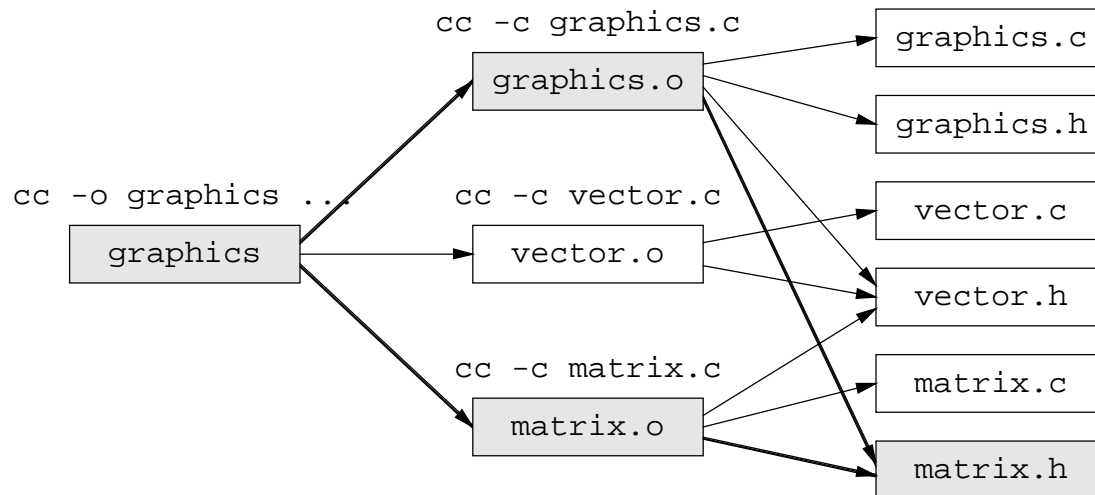 cc -c graphics.c
graphics.c
graphics.o
graphics.h
cc -o graphics ...
cc -c vector.c
vector.c
graphics
vector.o
vector.h
cc -c matrix.c
matrix.c
matrix.o
matrix.h